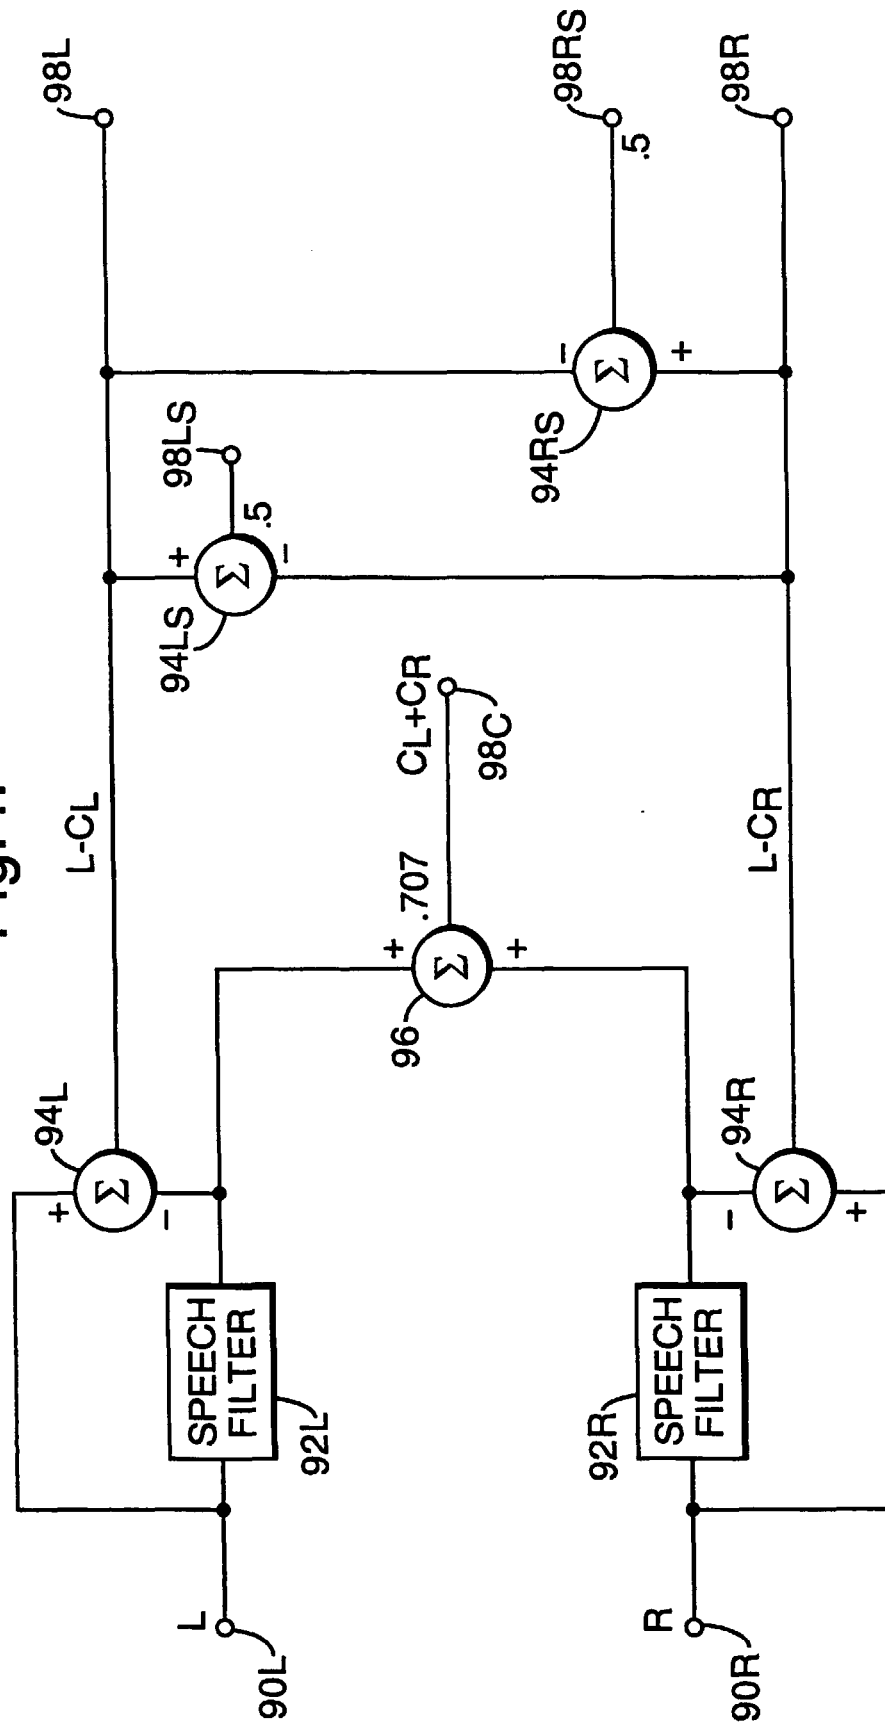 98L
98RS
.5
98R
98LS
.5
+
-
-
+
94LS
94RS
L-CL
CL+CR
98C
L-CR
.707
+
+
Σ
Σ
Σ
96
94L
94R
+
-
-
+
Σ
Σ
SPEECH
FILTER
92L
SPEECH
FILTER
92R
L
90L
R
90R